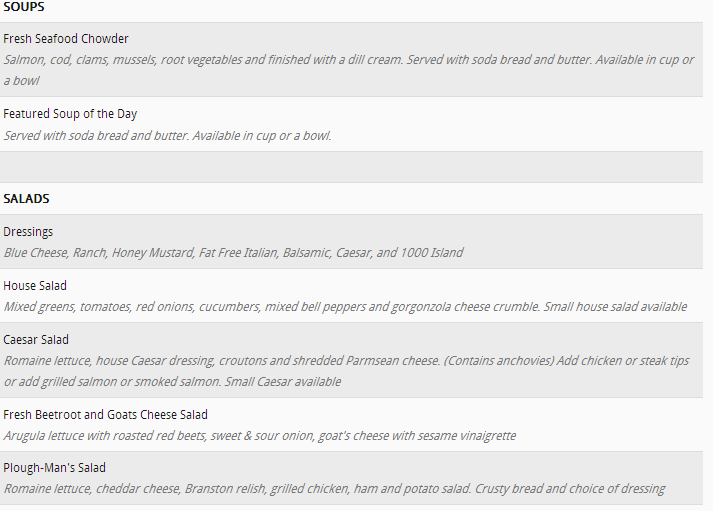 SOUPS
Fresh Seafood Chowder
Salmon, cod, clams, mussels, root vegetables and finished with a dill cream. Served with soda bread and butter. Available in cup or
a bowl
Featured Soup of the Day
Served with soda bread and butter. Available in cup or a bowl.
SALADS
Dressings
Blue Cheese, Ranch, Honey Mustard, Fat Free Italian, Balsamic, Caesar, and 1000 Island
House Salad
Mixed greens, tomatoes, red onions, cucumbers, mixed bell peppers and gorgonzola cheese crumble. Small house salad available
Caesar Salad
Romaine lettuce, house Caesar dressing, croutons and shredded Parmsean cheese. (Contains anchovies) Add chicken or steak tips
or add grilled salmon or smoked salmon. Small Caesar available
Fresh Beetroot and Goats Cheese Salad
Arugula lettuce with roasted red beets, sweet & sour onion, goat's cheese with sesame vinaigrette
Plough-Man's Salad
Romaine lettuce, cheddar cheese, Branston relish, grilled chicken, ham and potato salad. Crusty bread and choice of dressing